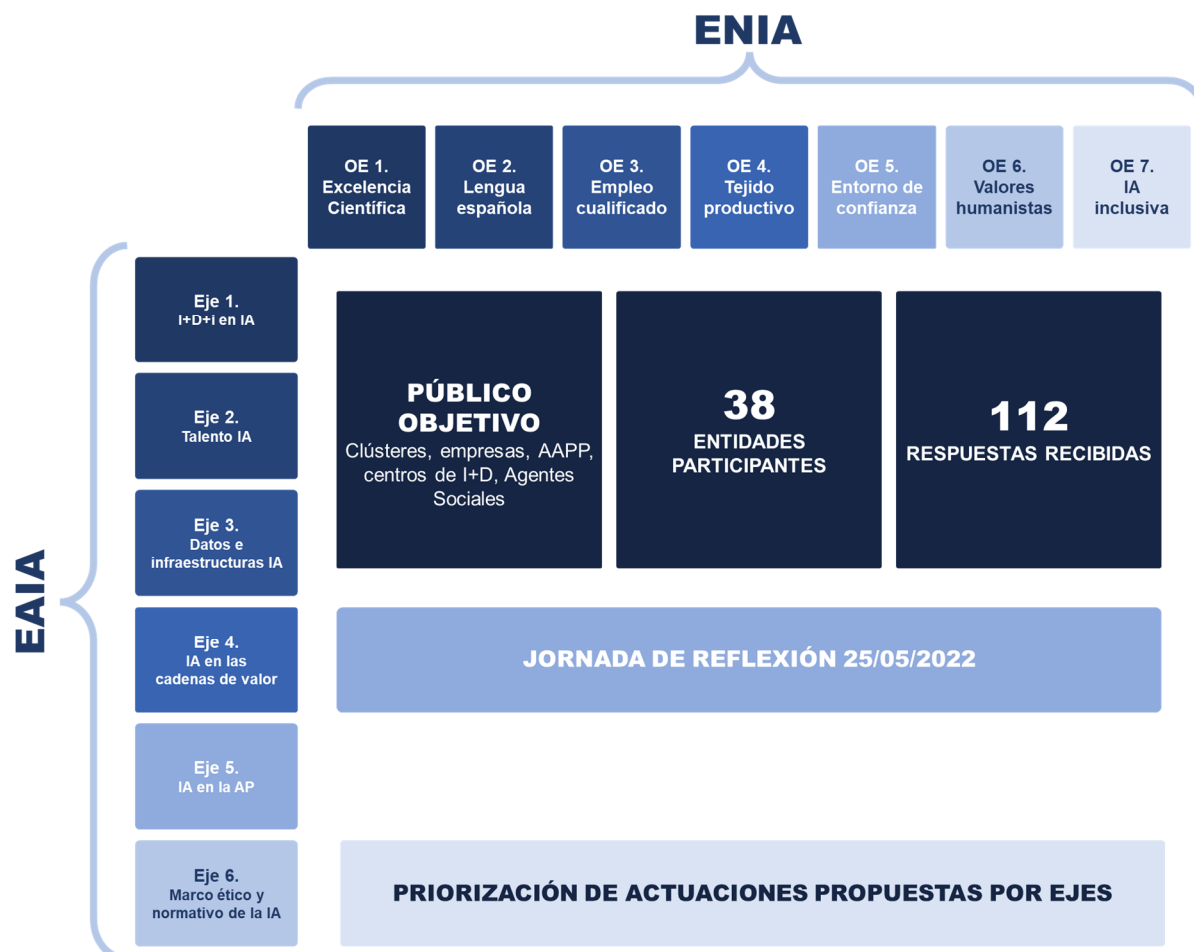 ENIA
OE 1.
Excelencia
Científica
OE 2.
Lengua
española
OE 3.
Empleo
cualificado
OE 4.
Tejido
productivo
OE 5.
Entorno de
confianza
OE 6.
Valores
humanistas
OE 7.
IA
inclusiva
EAIA
Eje 1.
I+D+i en IA
Eje 2.
Talento IA
Eje 3.
Datos e
infraestructuras IA
Eje 4.
IA en las
cadenas de valor
Eje 5.
IA en la AP
Eje 6.
Marco ético y
normativo de la IA
PÚBLICO
OBJETIVO
Clústeres, empresas, AAPP,
centros de I+D, Agentes
Sociales
38
ENTIDADES
PARTICIPANTES
112
RESPUESTAS RECIBIDAS
JORNADA DE REFLEXIÓN 25/05/2022
PRIORIZACIÓN DE ACTUACIONES PROPUESTAS POR EJES